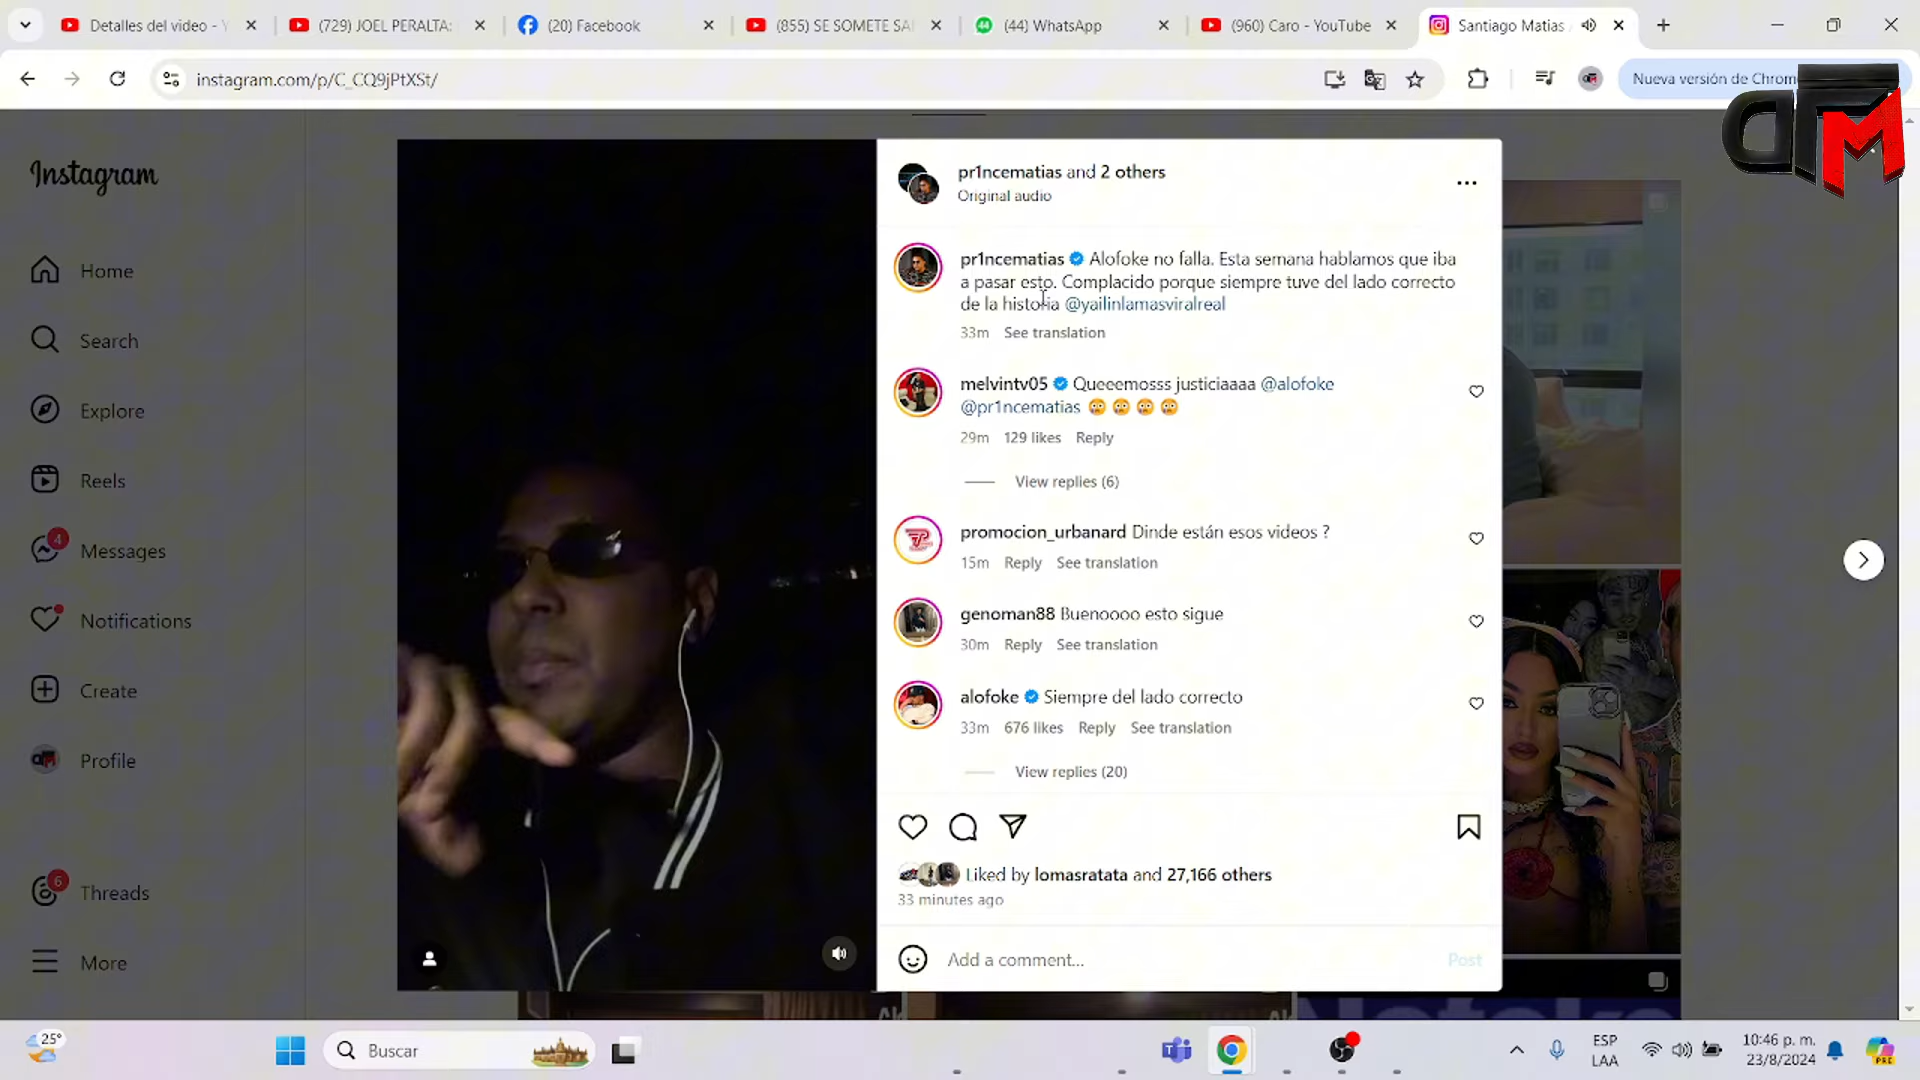 Detalles del video - Y
(729) JOEL PERALTA:
(20) Facebook
(855) SE SOMETE SA
44
(44) WhatsApp
(960) Caro - YouTube
Santiago Matias
instagram.com/p/C_CQ9jPtXSt/
Nueva versión de Chrom
M
Instagram
Home
Search
Explore
Reels
4
Messages
Notifications
Create
Profile
6
Threads
More
pr1ncematias and 2 others
Original audio
pr1ncematias Alofoke no falla. Esta semana hablamos que iba
a pasar esto. Complacido porque siempre tuve del lado correcto
de la historia @yailinlamasviralreal
33m See translation
melvintv05 Queeemosss justiciaaaa @alofoke
@pr1ncematias 😳 😳 😳 😳
29m 129 likes Reply
View replies (6)
promocion_urbanard Dinde están esos videos ?
15m Reply See translation
genoman88 Buenoooo esto sigue
30m Reply See translation
alofoke Siempre del lado correcto
33m 676 likes Reply See translation
View replies (20)
Liked by lomasratata and 27,166 others
33 minutes ago
Add a comment...
Post
25°
Buscar
ESP
LAA
10:46 p. m.
23/8/2024
PRE